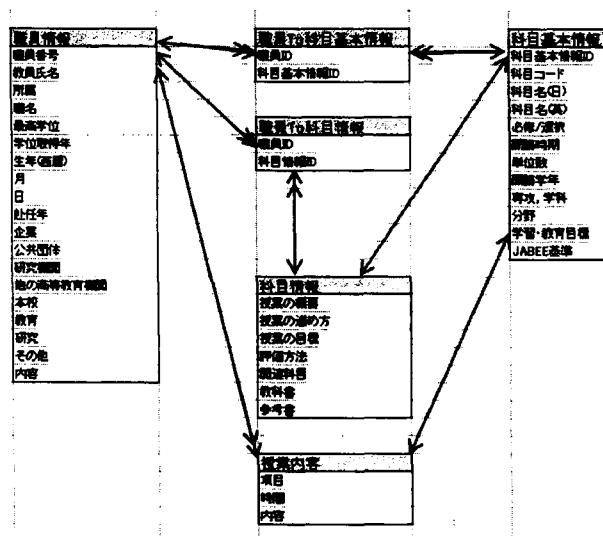 職員情報
職員番号
教員氏名
所属
職名
最高学位
学位取得年
生年(西暦)
月
日
赴任年
企業
公共団体
研究機関
他の高等教育機関
本校
教育
研究
その他
内容
職員To科目基本情報
職員ID
科目基本情報ID
職員To科目情報
職員ID
科目情報ID
科目情報
授業の概要
授業の進め方
授業の目標
評価方法
関連科目
教科書
参考書
授業内容
項目
時間
内容
科目基本情報
科目基本情報ID
科目コード
科目名(日)
科目名(英)
必修/選択
開講時期
単位数
開講学年
専攻, 学科
分野
学習・教育目標
JABEE基準